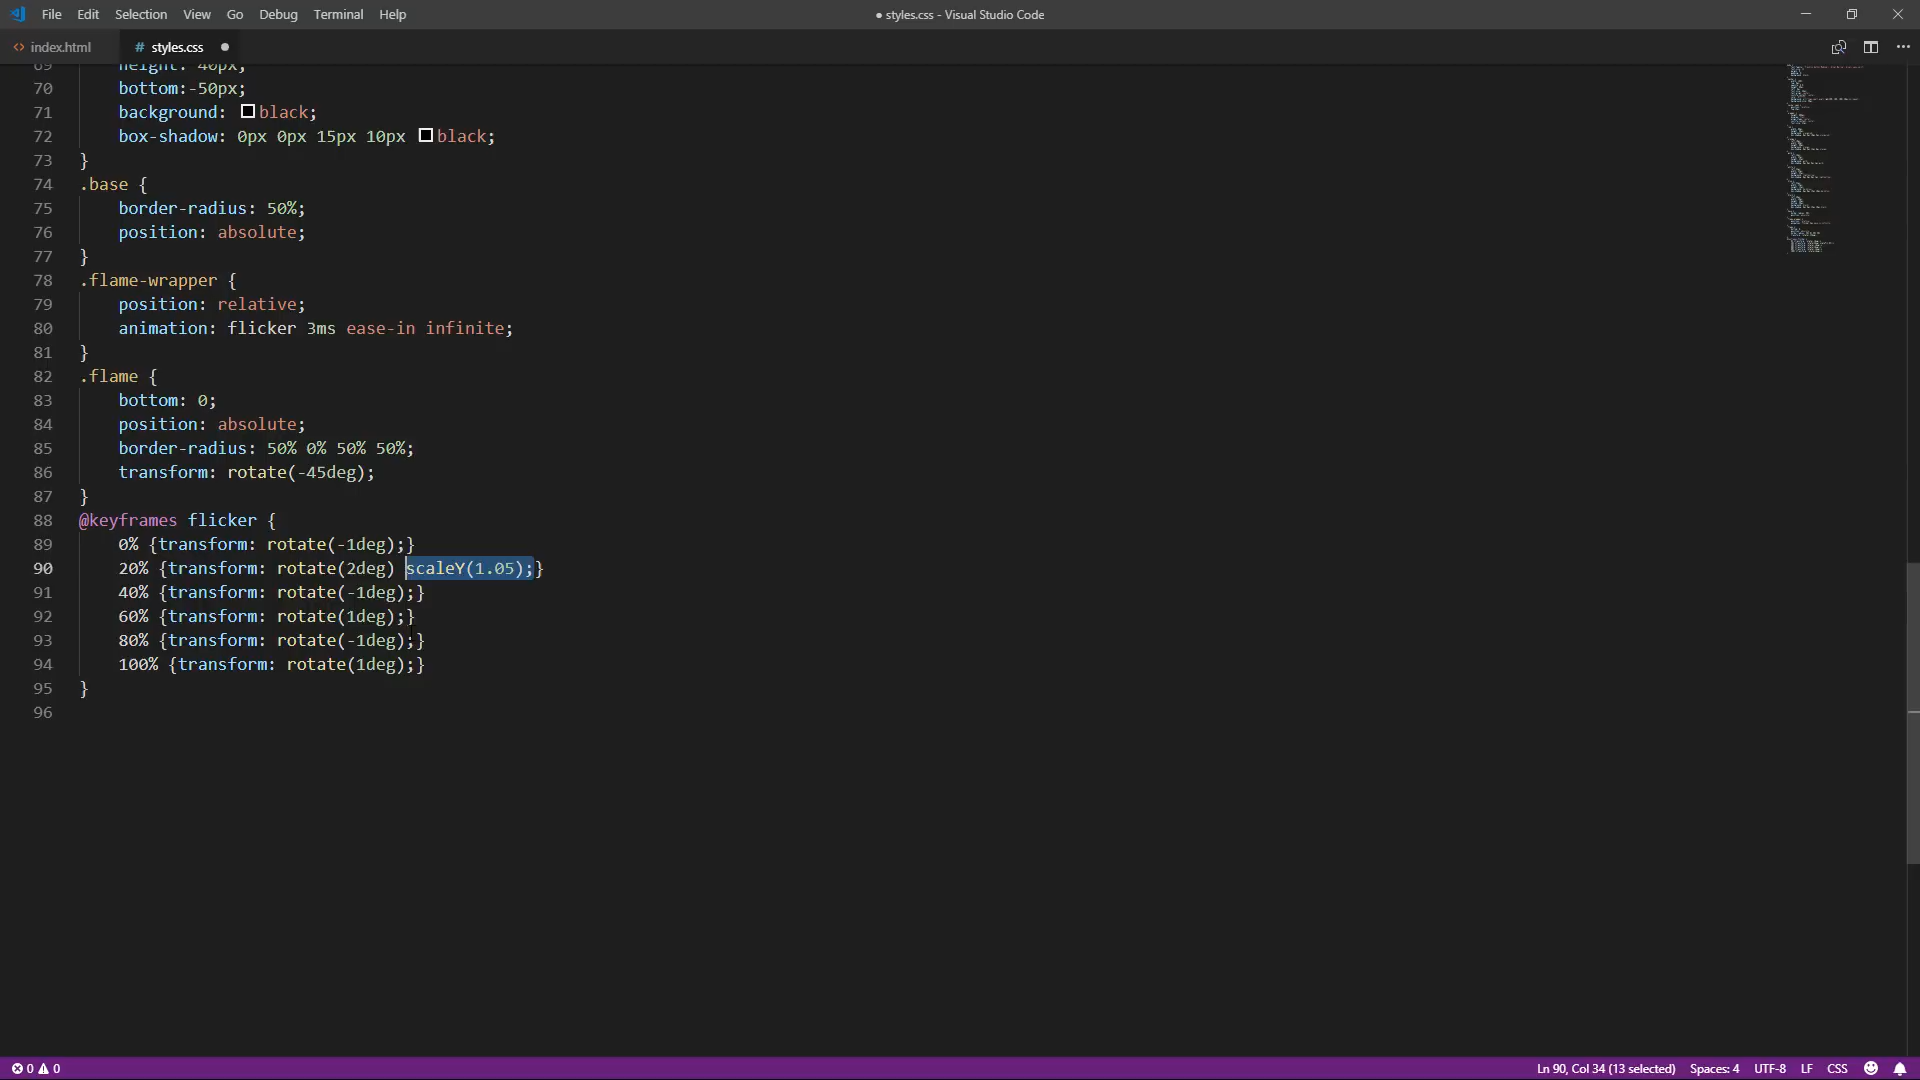 File Edit Selection View Go Debug Terminal Help
● styles.css - Visual Studio Code
<> index.html # styles.css ●
69 height: 40px;
70 bottom:-50px;
71 background: black;
72 box-shadow: 0px 0px 15px 10px black;
73 }
74 .base {
75 border-radius: 50%;
76 position: absolute;
77 }
78 .flame-wrapper {
79 position: relative;
80 animation: flicker 3ms ease-in infinite;
81 }
82 .flame {
83 bottom: 0;
84 position: absolute;
85 border-radius: 50% 0% 50% 50%;
86 transform: rotate(-45deg);
87 }
88 @keyframes flicker {
89 0% {transform: rotate(-1deg);}
90 20% {transform: rotate(2deg) scaleY(1.05);}
91 40% {transform: rotate(-1deg);}
92 60% {transform: rotate(1deg);}
93 80% {transform: rotate(-1deg);}
94 100% {transform: rotate(1deg);}
95 }
96
0 0 Ln 90, Col 34 (13 selected) Spaces: 4 UTF-8 LF CSS